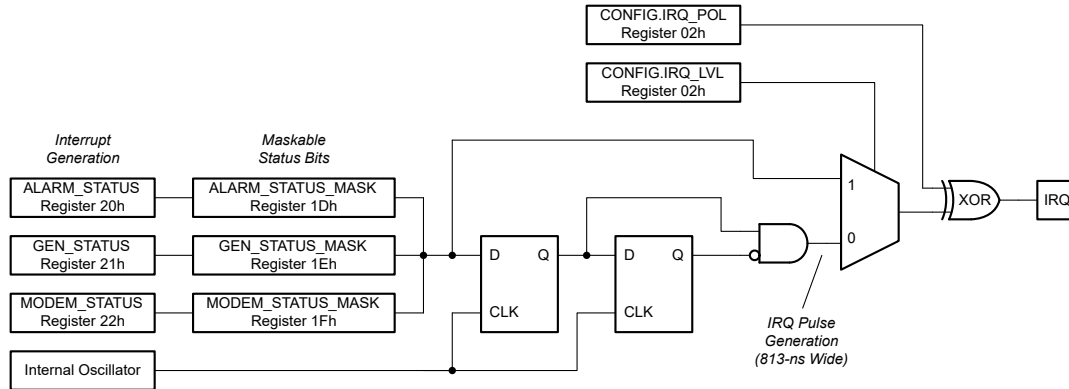 CONFIG.IRQ_POL
Register 02h
CONFIG.IRQ_LVL
Register 02h
Interrupt
Generation
Maskable
Status Bits
ALARM_STATUS
Register 20h
ALARM_STATUS_MASK
Register 1Dh
GEN_STATUS
Register 21h
GEN_STATUS_MASK
Register 1Eh
MODEM_STATUS
Register 22h
MODEM_STATUS_MASK
Register 1Fh
Internal Oscillator
D
Q
CLK
D
Q
CLK
1
0
XOR
IRQ
IRQ Pulse
Generation
(813-ns Wide)